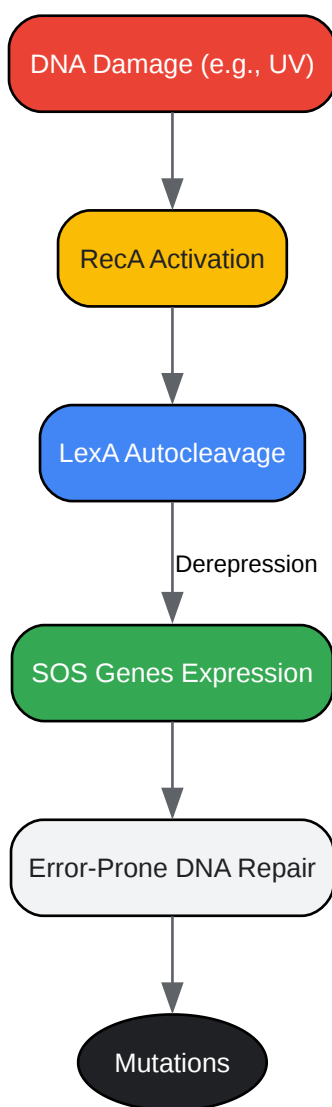 DNA Damage (e.g., UV)
RecA Activation
LexA Autocleavage
Derepression
SOS Genes Expression
Error-Prone DNA Repair
Mutations